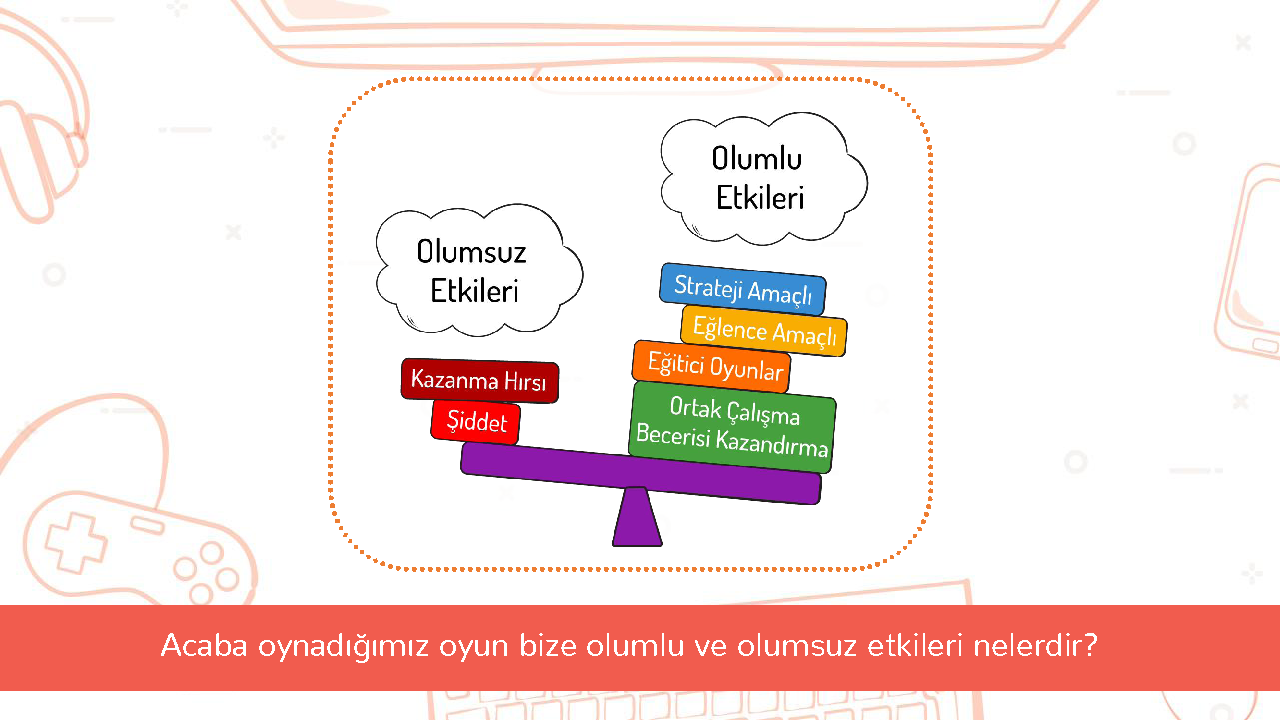 Olumlu
Etkileri
Olumsuz
Etkileri
Strateji Amaçlı
Eğlence Amaçlı
Eğitici Oyunlar
Ortak Çalışma
Becerisi Kazandırma
Kazanma Hırsı
Şiddet
Acaba oynadığımız oyun bize olumlu ve olumsuz etkileri nelerdir?